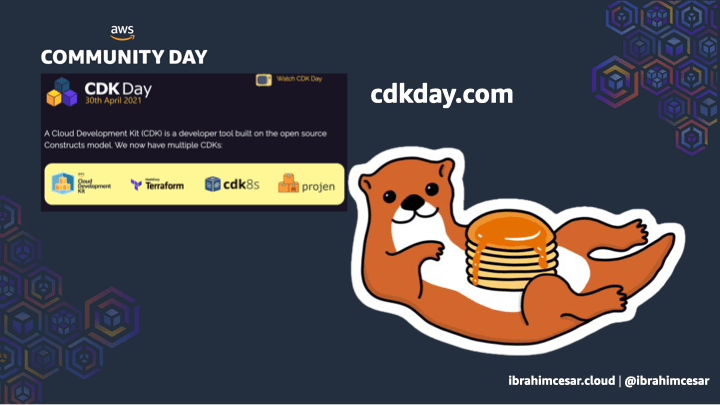 aws
COMMUNITY DAY
CDK Day
30th April 2021
Watch CDK Day
A Cloud Development Kit (CDK) is a developer tool built on the open source
Constructs model. We now have multiple CDKs:
aws
Cloud
Development
Kit
HashiCorp
Terraform
cdk8s
projen
cdkday.com
ibrahimcesar.cloud | @ibrahimcesar